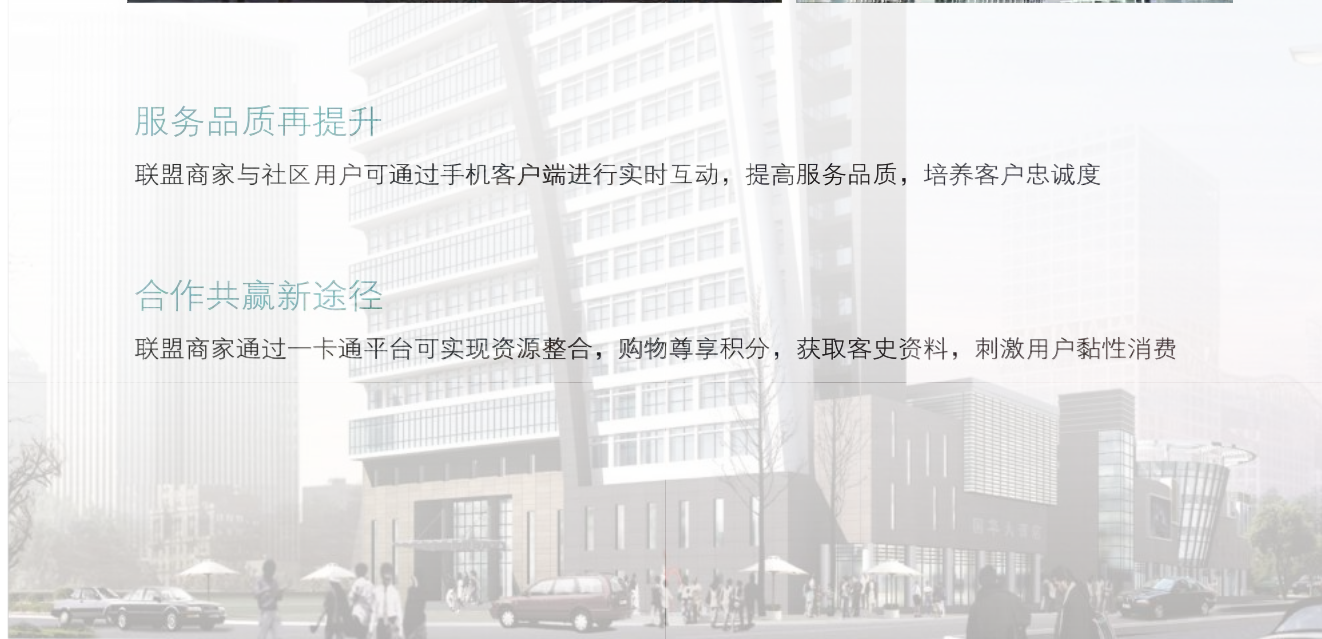 服务品质再提升
联盟商家与社区用户可通过手机客户端进行实时互动，提高服务品质，培养客户忠诚度
合作共赢新途径
联盟商家通过一卡通平台可实现资源整合，购物尊享积分，获取客史资料，刺激用户黏性消费